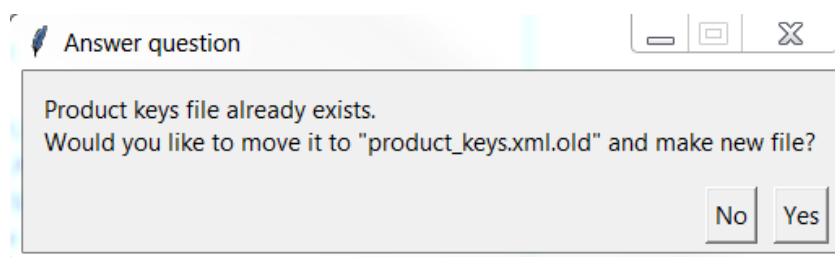 Answer question
Product keys file already exists.
Would you like to move it to "product_keys.xml.old" and make new file?
No Yes